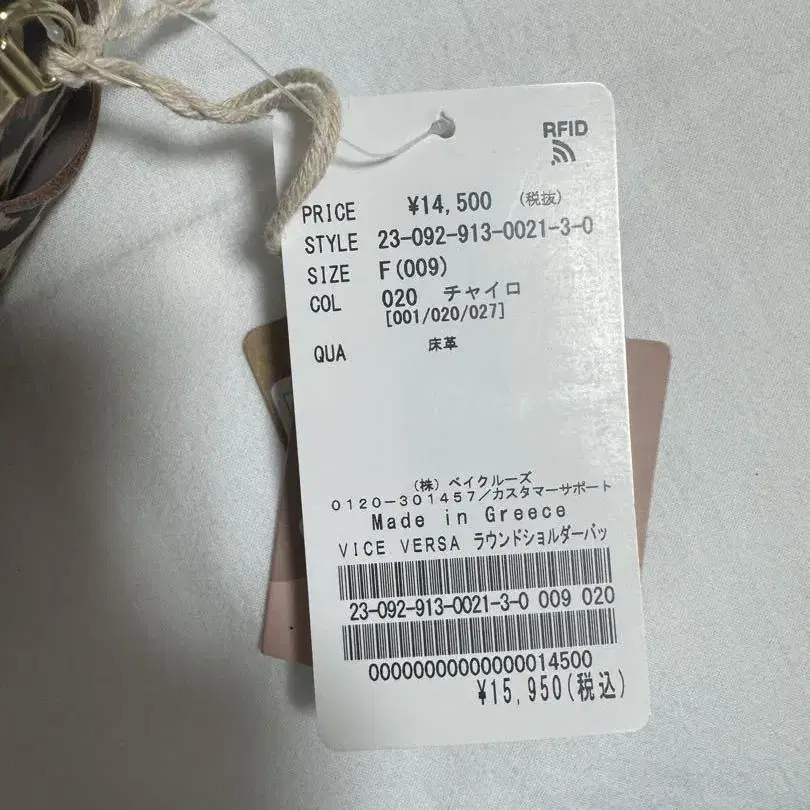 RFID
PRICE ¥14,500 (税抜)
STYLE 23-092-913-0021-3-0
SIZE F(009)
COL 020 チャイロ
[001/020/027]
QUA 床革
(株) ベイクルーズ
0120-301457/カスタマーサポート
Made in Greece
VICE VERSA ラウンドショルダーバッ
23-092-913-0021-3-0 009 020
00000000000000014500
¥15,950(税込)